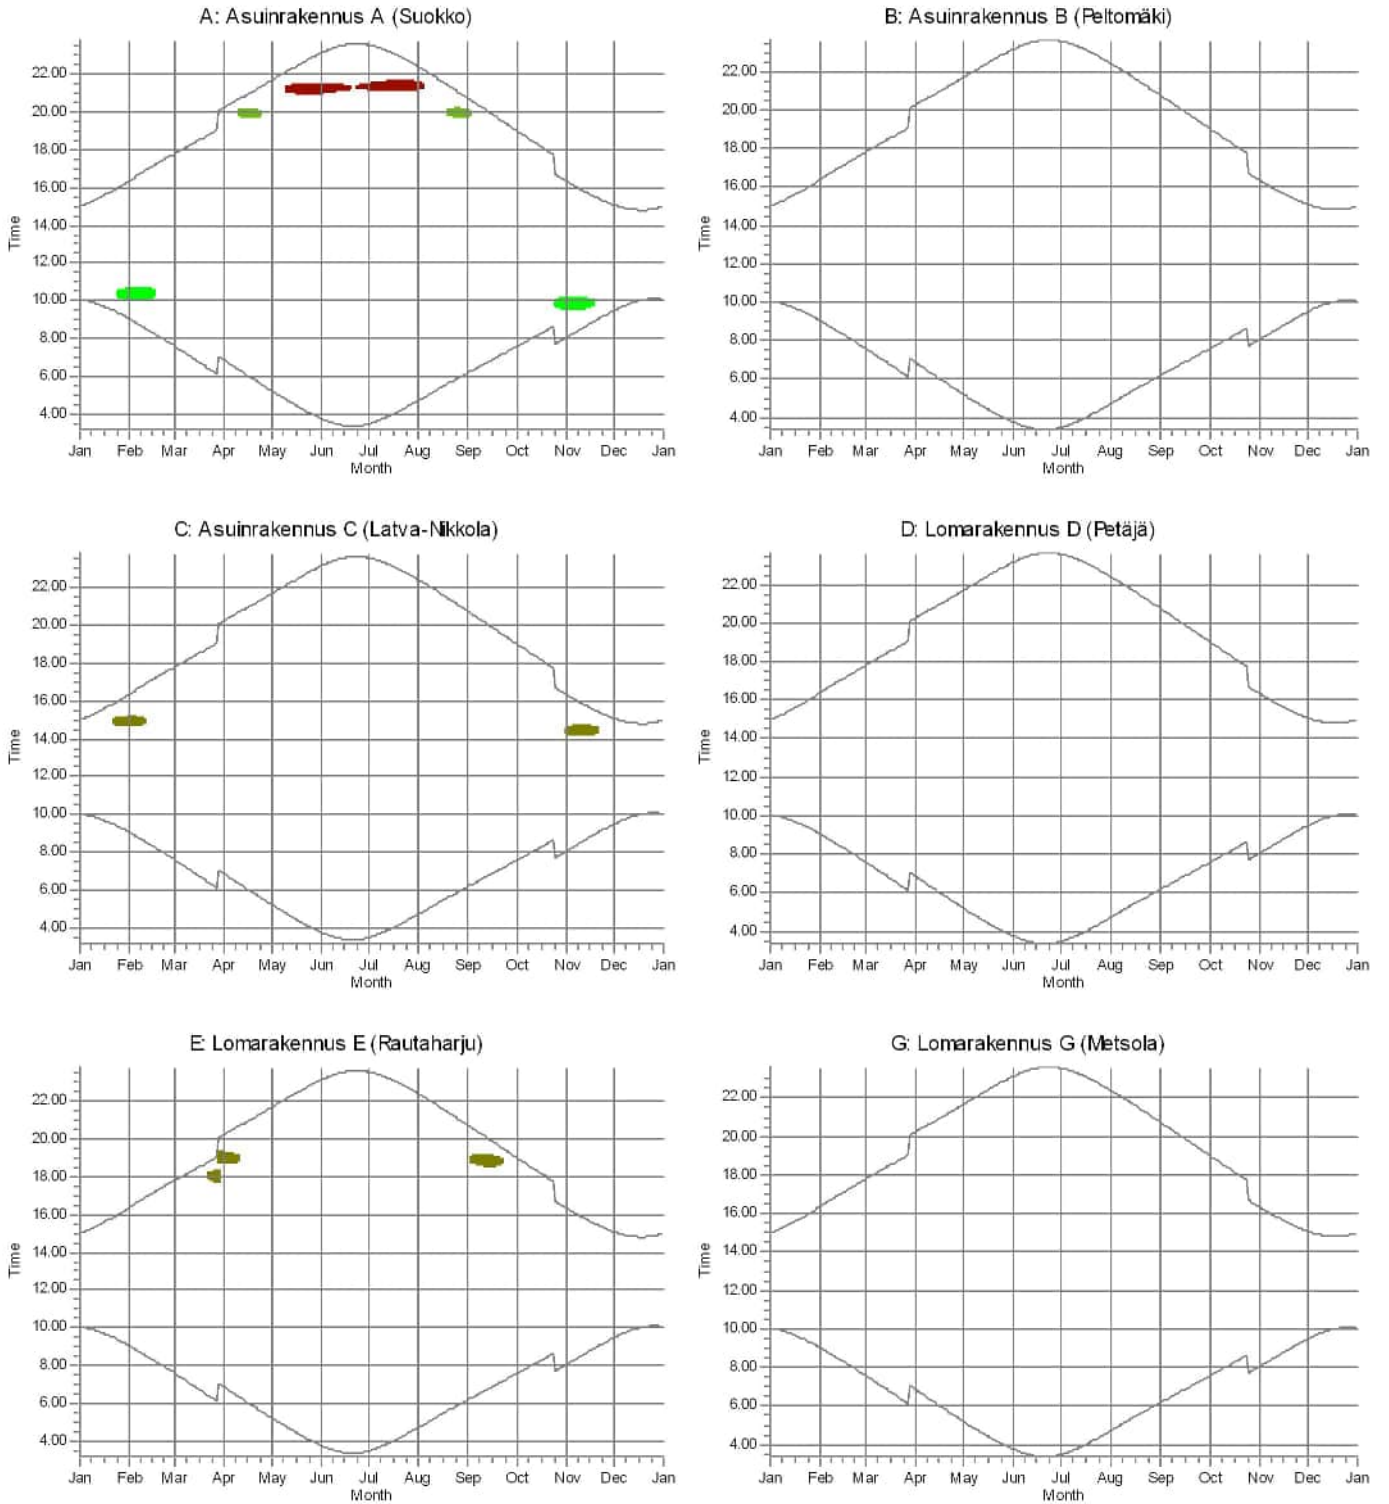 A: Asuinrakennus A (Suokko)
22.00
20.00
18.00
16.00
14.00
12.00
10.00
8.00
6.00
4.00
Time
Jan Feb Mar Apr May Jun Jul Aug Sep Oct Nov Dec Jan
Month
B: Asuinrakennus B (Peltomäki)
22.00
20.00
18.00
16.00
14.00
12.00
10.00
8.00
6.00
4.00
Time
Jan Feb Mar Apr May Jun Jul Aug Sep Oct Nov Dec Jan
Month
C: Asuinrakennus C (Latva-Nikkola)
22.00
20.00
18.00
16.00
14.00
12.00
10.00
8.00
6.00
4.00
Time
Jan Feb Mar Apr May Jun Jul Aug Sep Oct Nov Dec Jan
Month
D: Lomarakennus D (Petäjä)
22.00
20.00
18.00
16.00
14.00
12.00
10.00
8.00
6.00
4.00
Time
Jan Feb Mar Apr May Jun Jul Aug Sep Oct Nov Dec Jan
Month
E: Lomarakennus E (Rautaharju)
22.00
20.00
18.00
16.00
14.00
12.00
10.00
8.00
6.00
4.00
Time
Jan Feb Mar Apr May Jun Jul Aug Sep Oct Nov Dec Jan
Month
G: Lomarakennus G (Metsola)
22.00
20.00
18.00
16.00
14.00
12.00
10.00
8.00
6.00
4.00
Time
Jan Feb Mar Apr May Jun Jul Aug Sep Oct Nov Dec Jan
Month